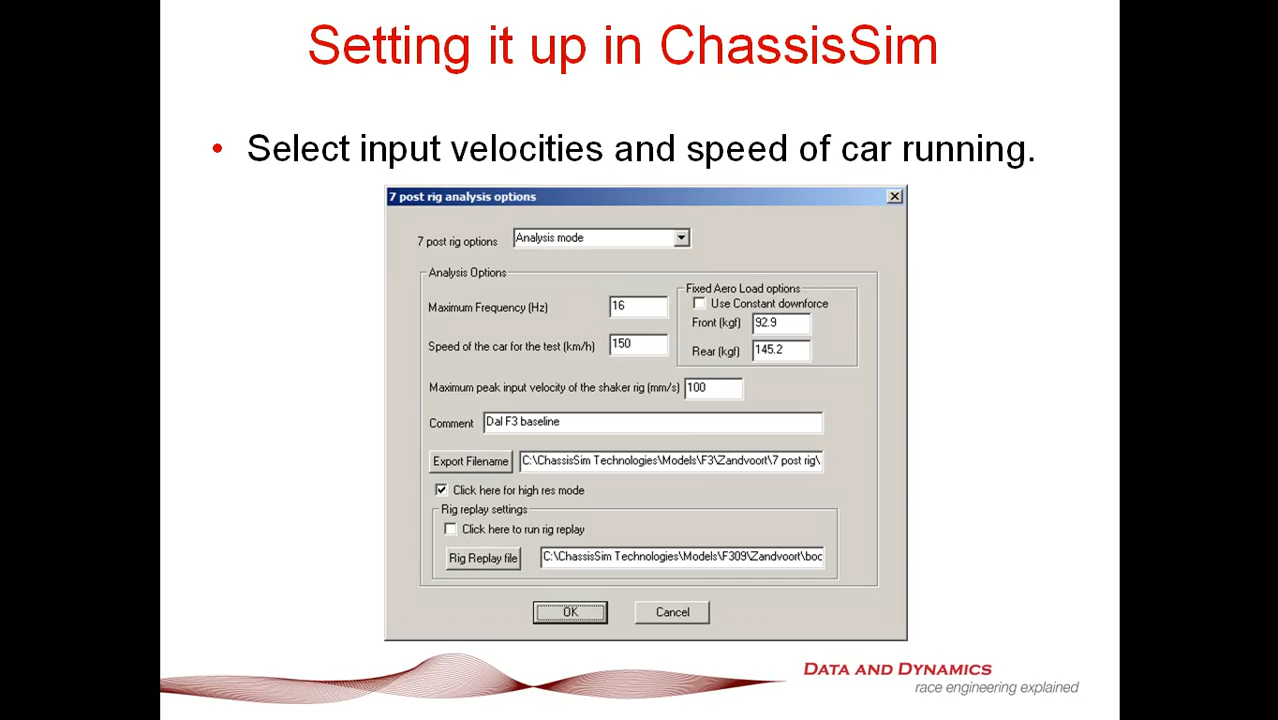 Setting it up in ChassisSim
• Select input velocities and speed of car running.
7 post rig analysis options
7 post rig options Analysis mode
Analysis Options
Maximum Frequency (Hz) 16
Speed of the car for the test (km/h) 150
Fixed Aero Load options
Use Constant downforce
Front (kgf) 92.9
Rear (kgf) 145.2
Maximum peak input velocity of the shaker rig (mm/s) 100
Comment Dal F3 baseline
Export Filename C:\ChassisSim Technologies\Models\F3\Zandvoort\7 post rig\
Click here for high res mode
Rig replay settings
Click here to run rig replay
Rig Replay file C:\ChassisSim Technologies\Models\F309\Zandvoort\boc
OK Cancel
DATA AND DYNAMICS
race engineering explained